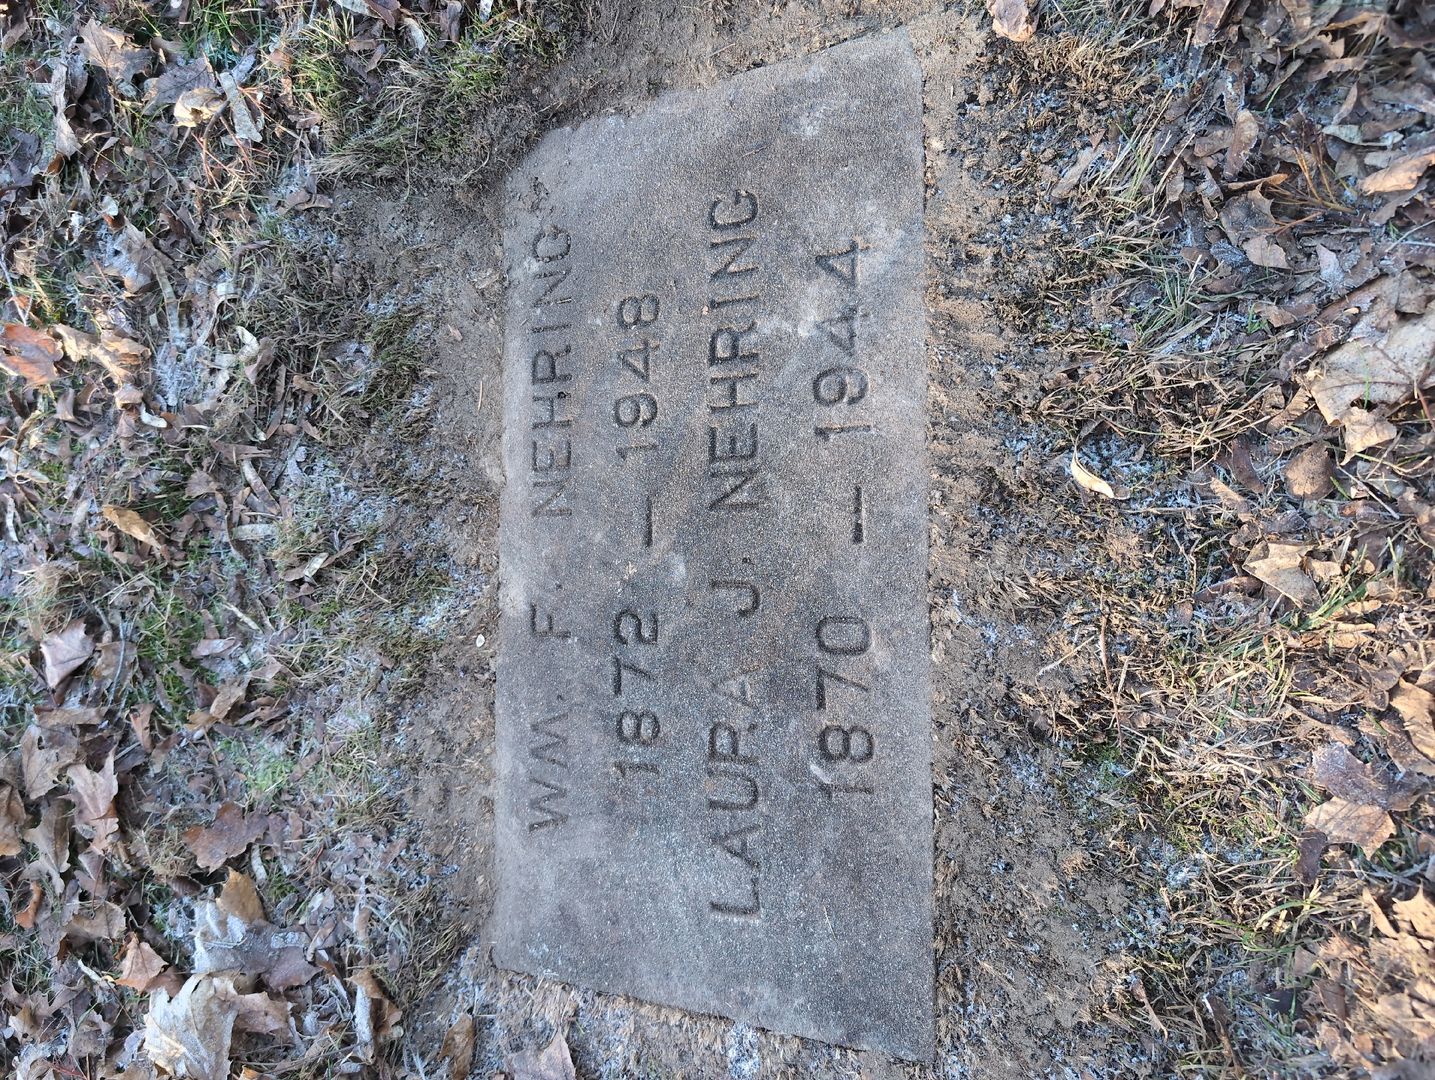 WM. F. NEHRING
1872 — 1948
LAURA J. NEHRING
1870 — 1944